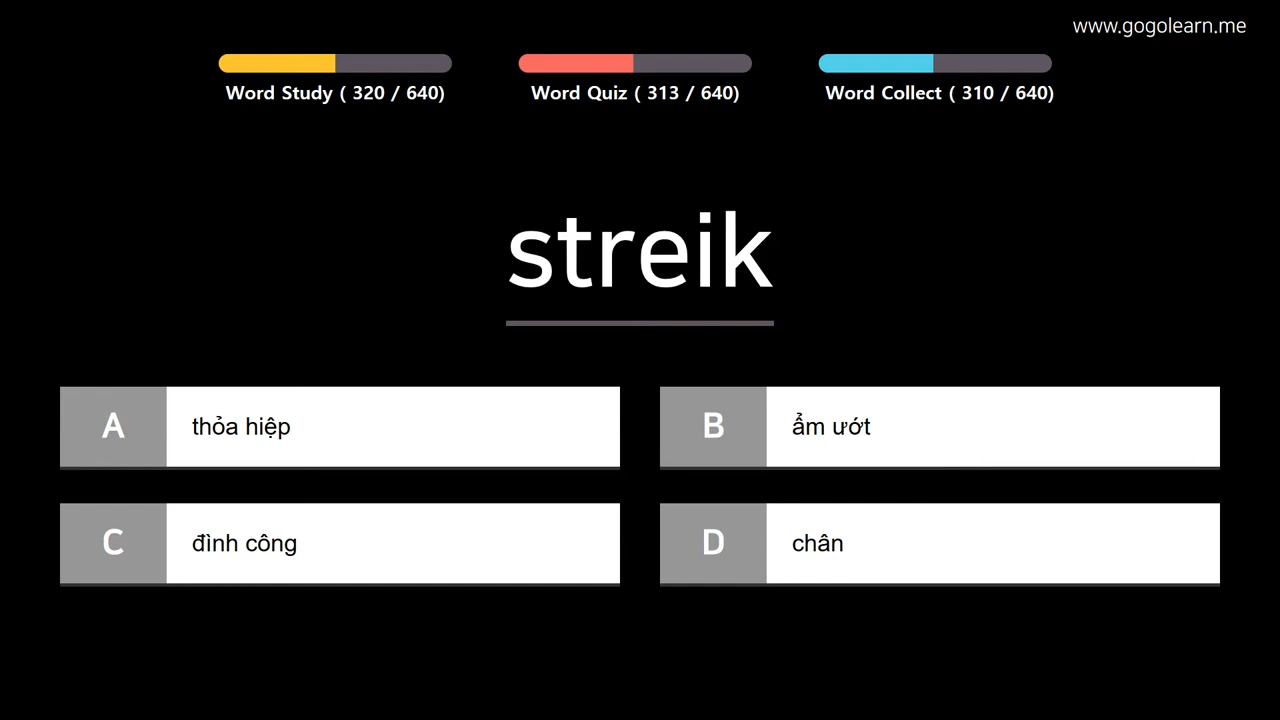 www.gogolearn.me
Word Study ( 320 / 640)
Word Quiz ( 313 / 640)
Word Collect ( 310 / 640)
streik
A thỏa hiệp
B ẩm ướt
C đình công
D chân